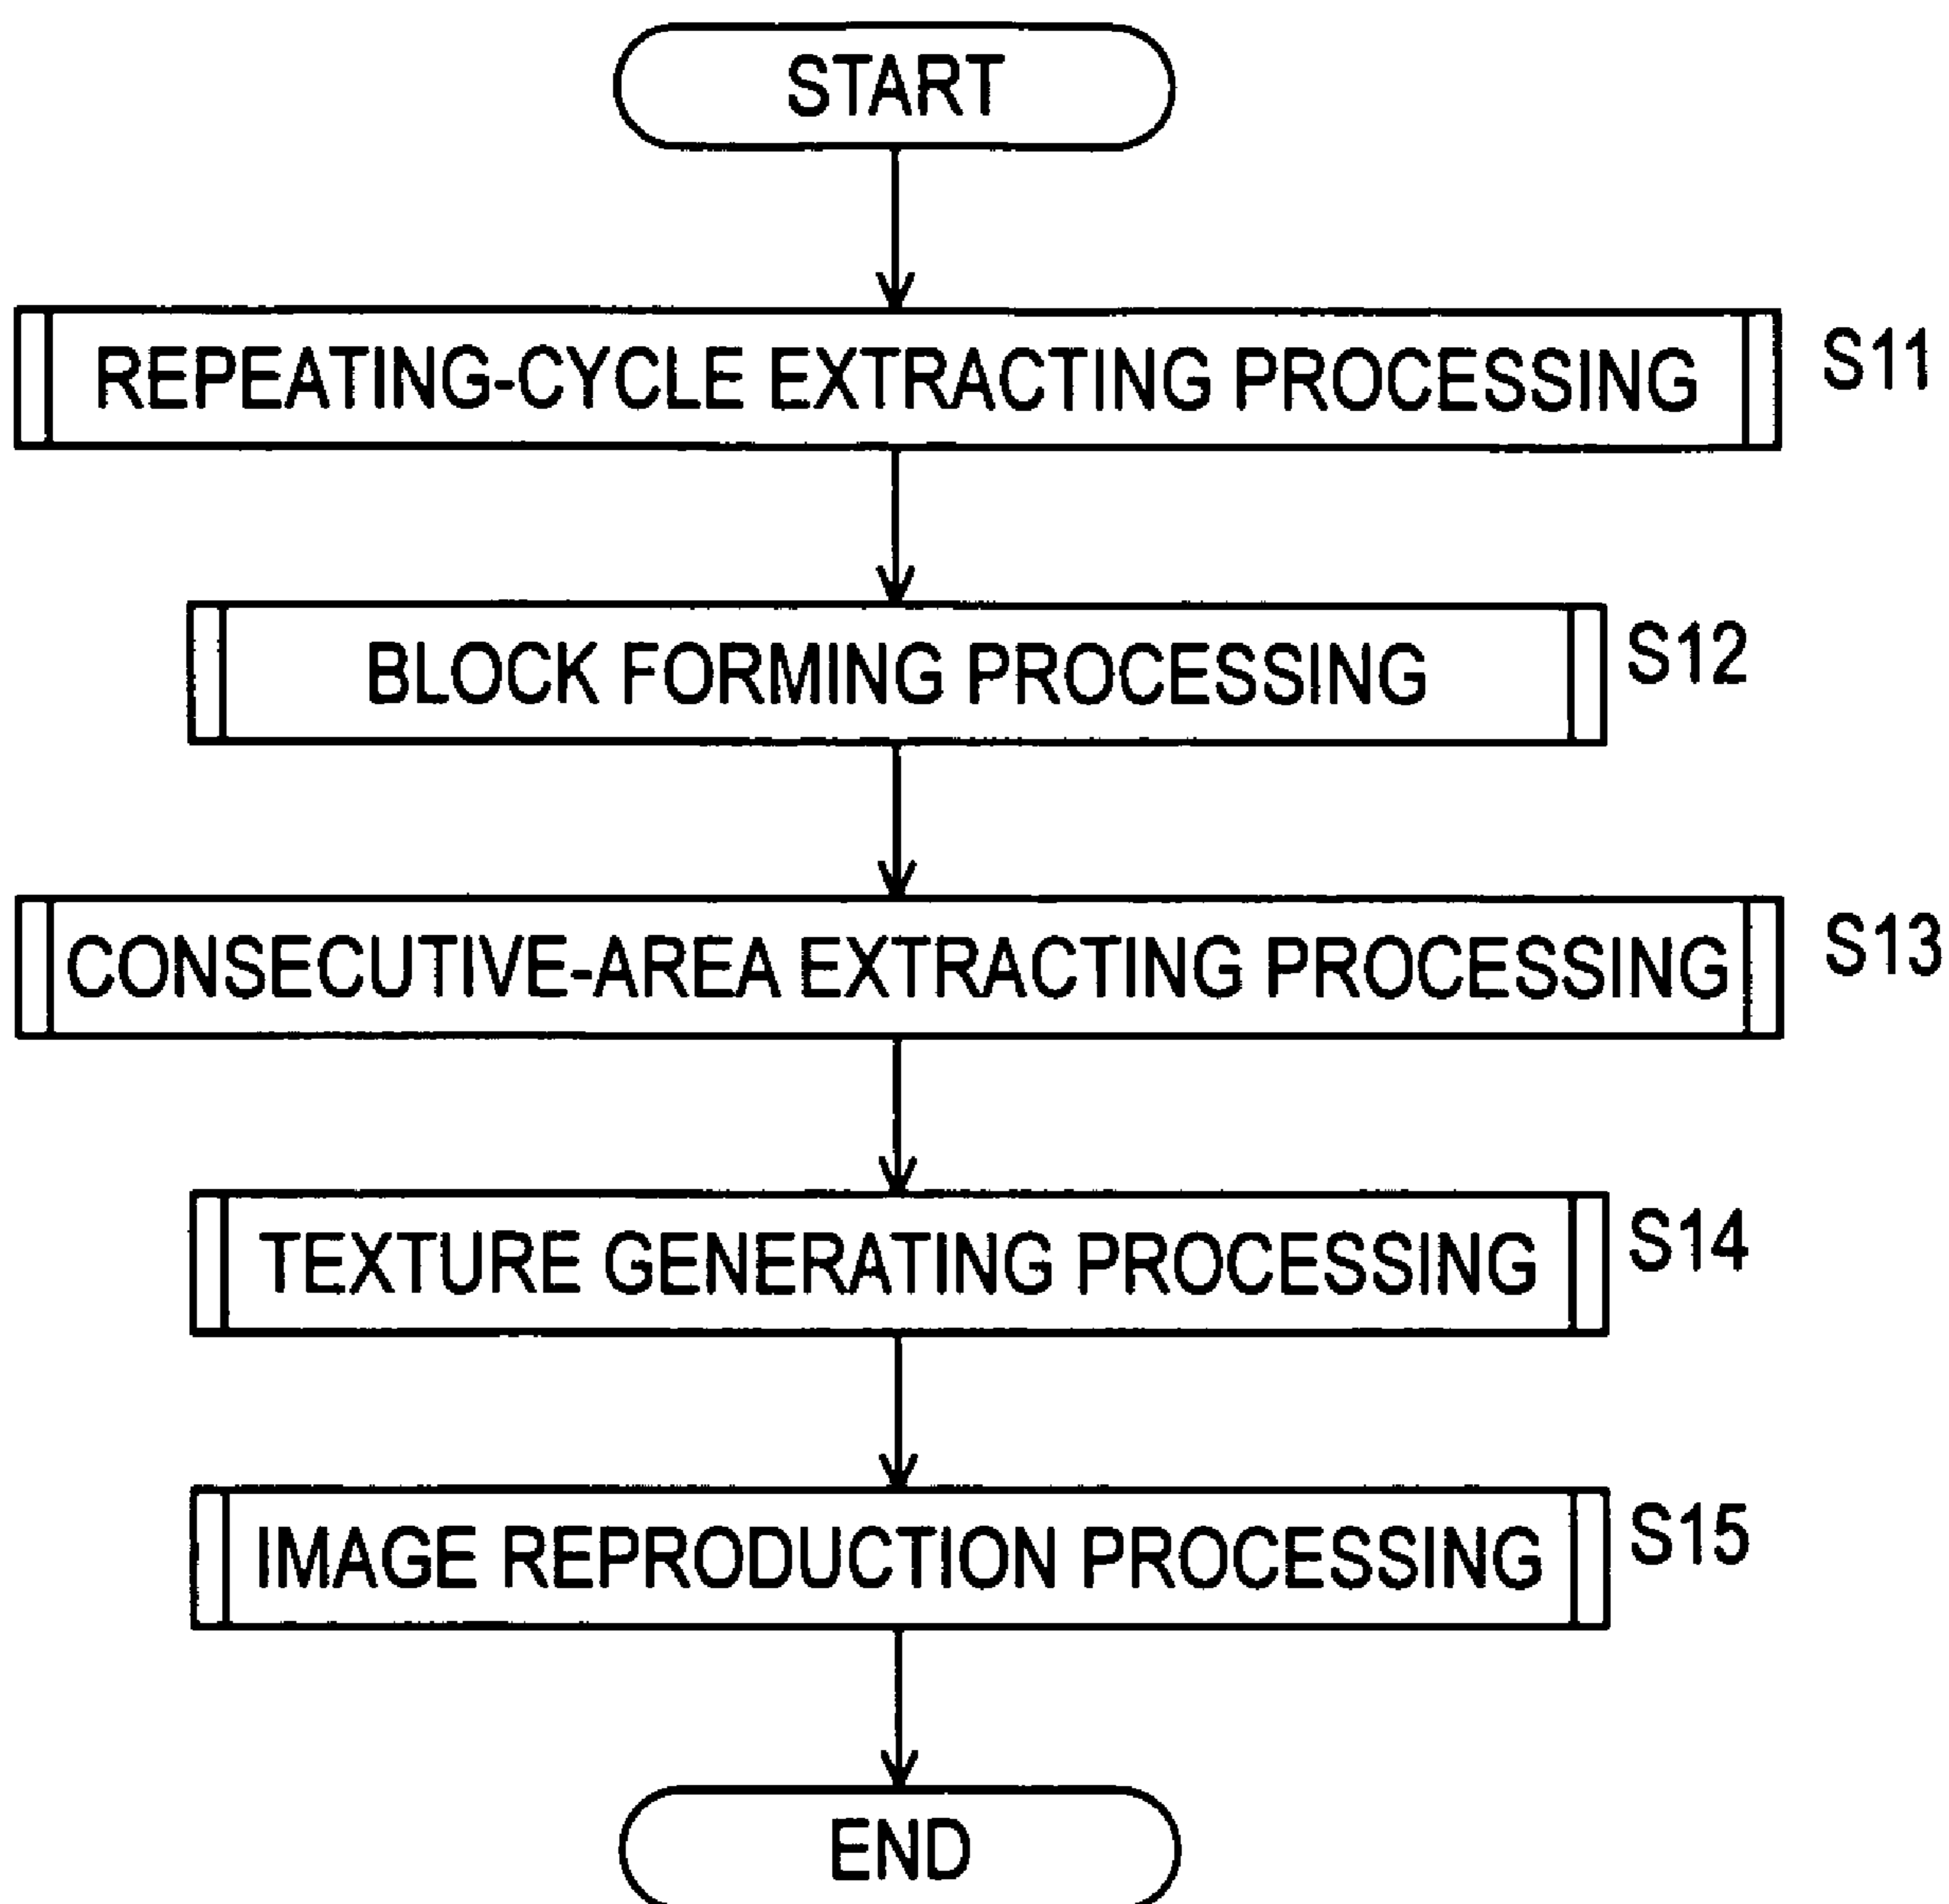 START
REPEATING-CYCLE EXTRACTING PROCESSING S11
BLOCK FORMING PROCESSING S12
CONSECUTIVE-AREA EXTRACTING PROCESSING S13
TEXTURE GENERATING PROCESSING S14
IMAGE REPRODUCTION PROCESSING S15
END